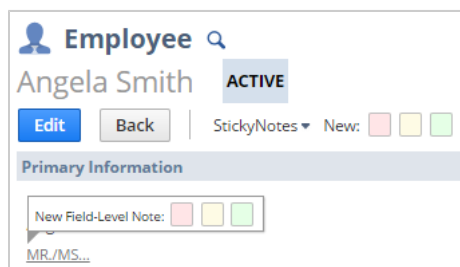 Employee
Angela Smith ACTIVE
Edit Back StickyNotes New:
Primary Information
New Field-Level Note:
MR./MS...